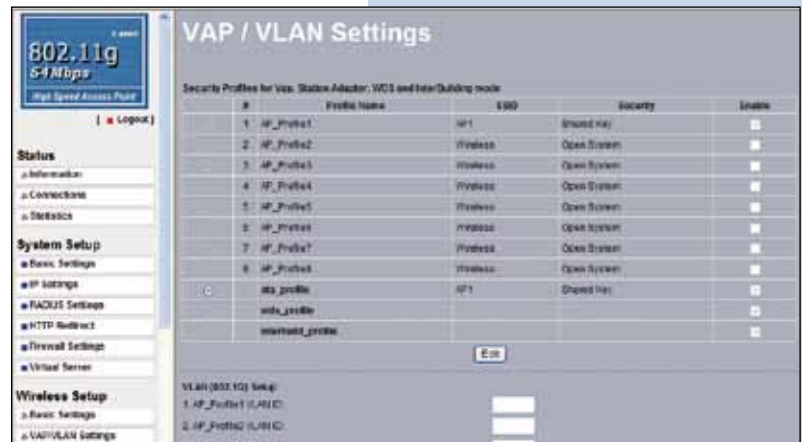 802.11g
54 Mbps
High Speed Access Point
[ Logout ]
Status
Information
Connections
Statistics
System Setup
Basic Settings
IP Settings
RADIUS Settings
HTTP Redirect
Firewall Settings
Virtual Server
Wireless Setup
Basic Settings
VAP/VLAN Settings
VAP / VLAN Settings
Security Profiles for Vap, Station Adapter, WDS and InterBuilding mode
# Profile Name SSID Security Enable
1 AP_Profile1 AP1 Shared Key
2 AP_Profile2 Wireless Open System
3 AP_Profile3 Wireless Open System
4 AP_Profile4 Wireless Open System
5 AP_Profile5 Wireless Open System
6 AP_Profile6 Wireless Open System
7 AP_Profile7 Wireless Open System
8 AP_Profile8 Wireless Open System
sta_profile AP1 Shared Key
wds_profile
interbuild_profile
Edit
VLAN (802.1Q) Setup
1. AP_Profile1 VLAN ID:
2. AP_Profile2 VLAN ID: